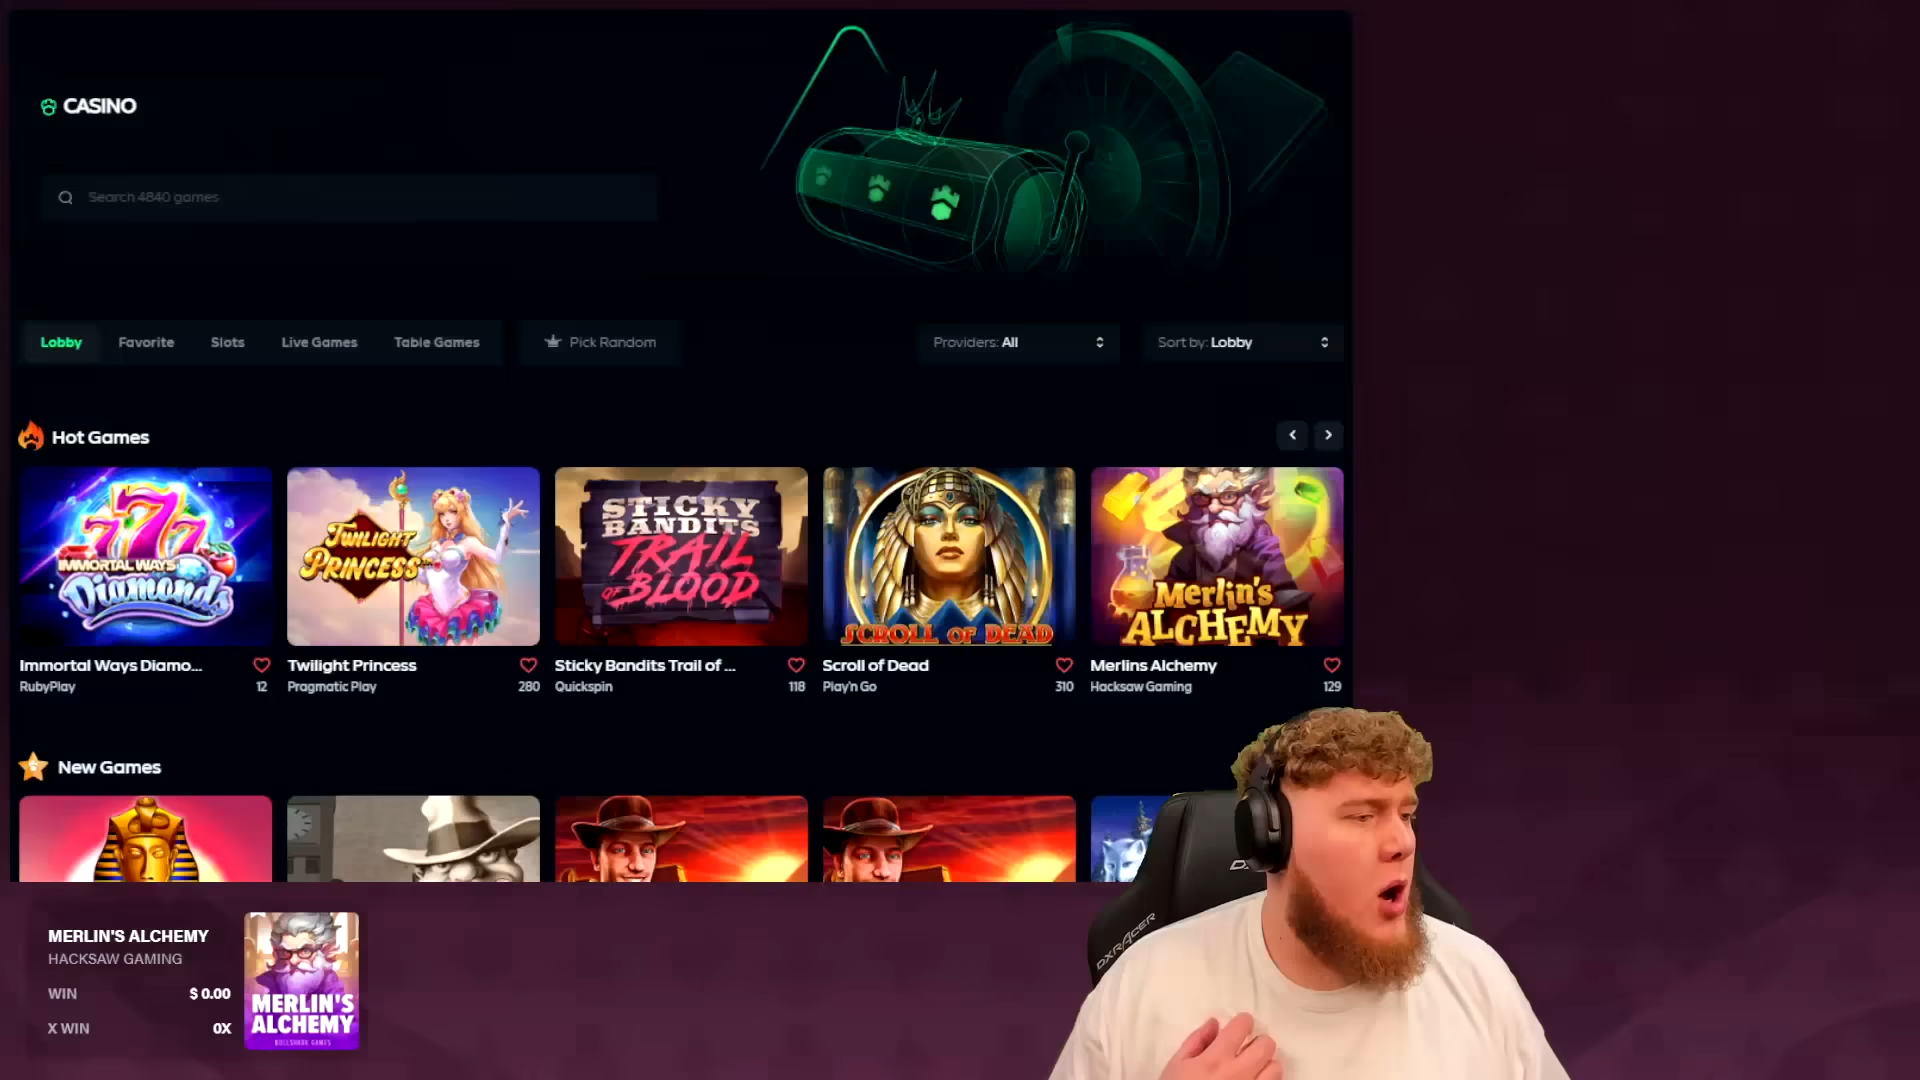 CASINO
Search 4840 games
Lobby
Favorite
Slots
Live Games
Table Games
Pick Random
Providers: All
Sort by: Lobby
Hot Games
777
IMMORTAL WAYS
Diamonds
TWILIGHT
PRINCESS
STICKY
BANDITS
TRAIL
OF BLOOD
SCROLL OF DEAD
Merlin's
ALCHEMY
Immortal Ways Diamo...
RubyPlay
12
Twilight Princess
Pragmatic Play
280
Sticky Bandits Trail of ...
Quickspin
118
Scroll of Dead
Play'n Go
310
Merlins Alchemy
Hacksaw Gaming
129
New Games
DXRACER
MERLIN'S ALCHEMY
HACKSAW GAMING
WIN
$ 0.00
X WIN
0X
MERLIN'S
ALCHEMY
BULLSHARK GAMES